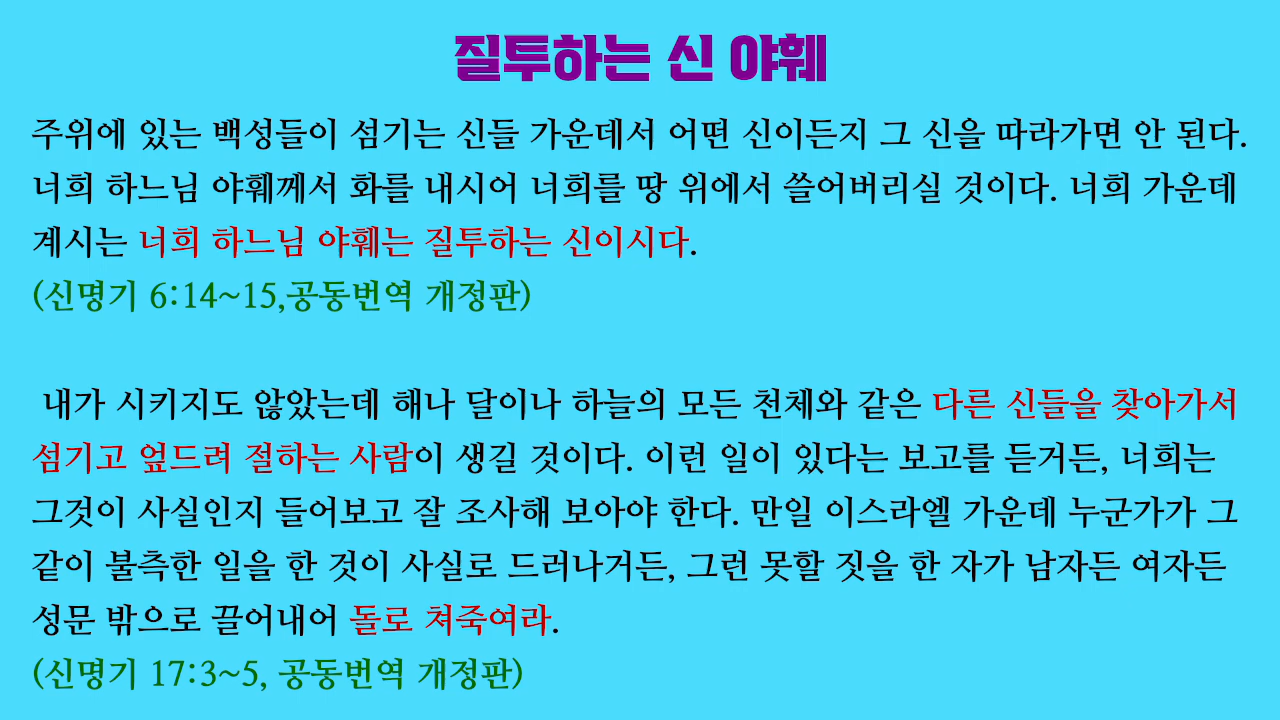 질투하는 신 야훼
주위에 있는 백성들이 섬기는 신들 가운데서 어떤 신이든지 그 신을 따라가면 안 된다.
너희 하느님 야훼께서 화를 내시어 너희를 땅 위에서 쓸어버리실 것이다. 너희 가운데
계시는 너희 하느님 야훼는 질투하는 신이시다.
(신명기 6:14~15,공동번역 개정판)
내가 시키지도 않았는데 해나 달이나 하늘의 모든 천체와 같은 다른 신들을 찾아가서
섬기고 엎드려 절하는 사람이 생길 것이다. 이런 일이 있다는 보고를 듣거든, 너희는
그것이 사실인지 들어보고 잘 조사해 보아야 한다. 만일 이스라엘 가운데 누군가가 그
같이 불측한 일을 한 것이 사실로 드러나거든, 그런 못할 짓을 한 자가 남자든 여자든
성문 밖으로 끌어내어 돌로 쳐죽여라.
(신명기 17:3~5, 공동번역 개정판)